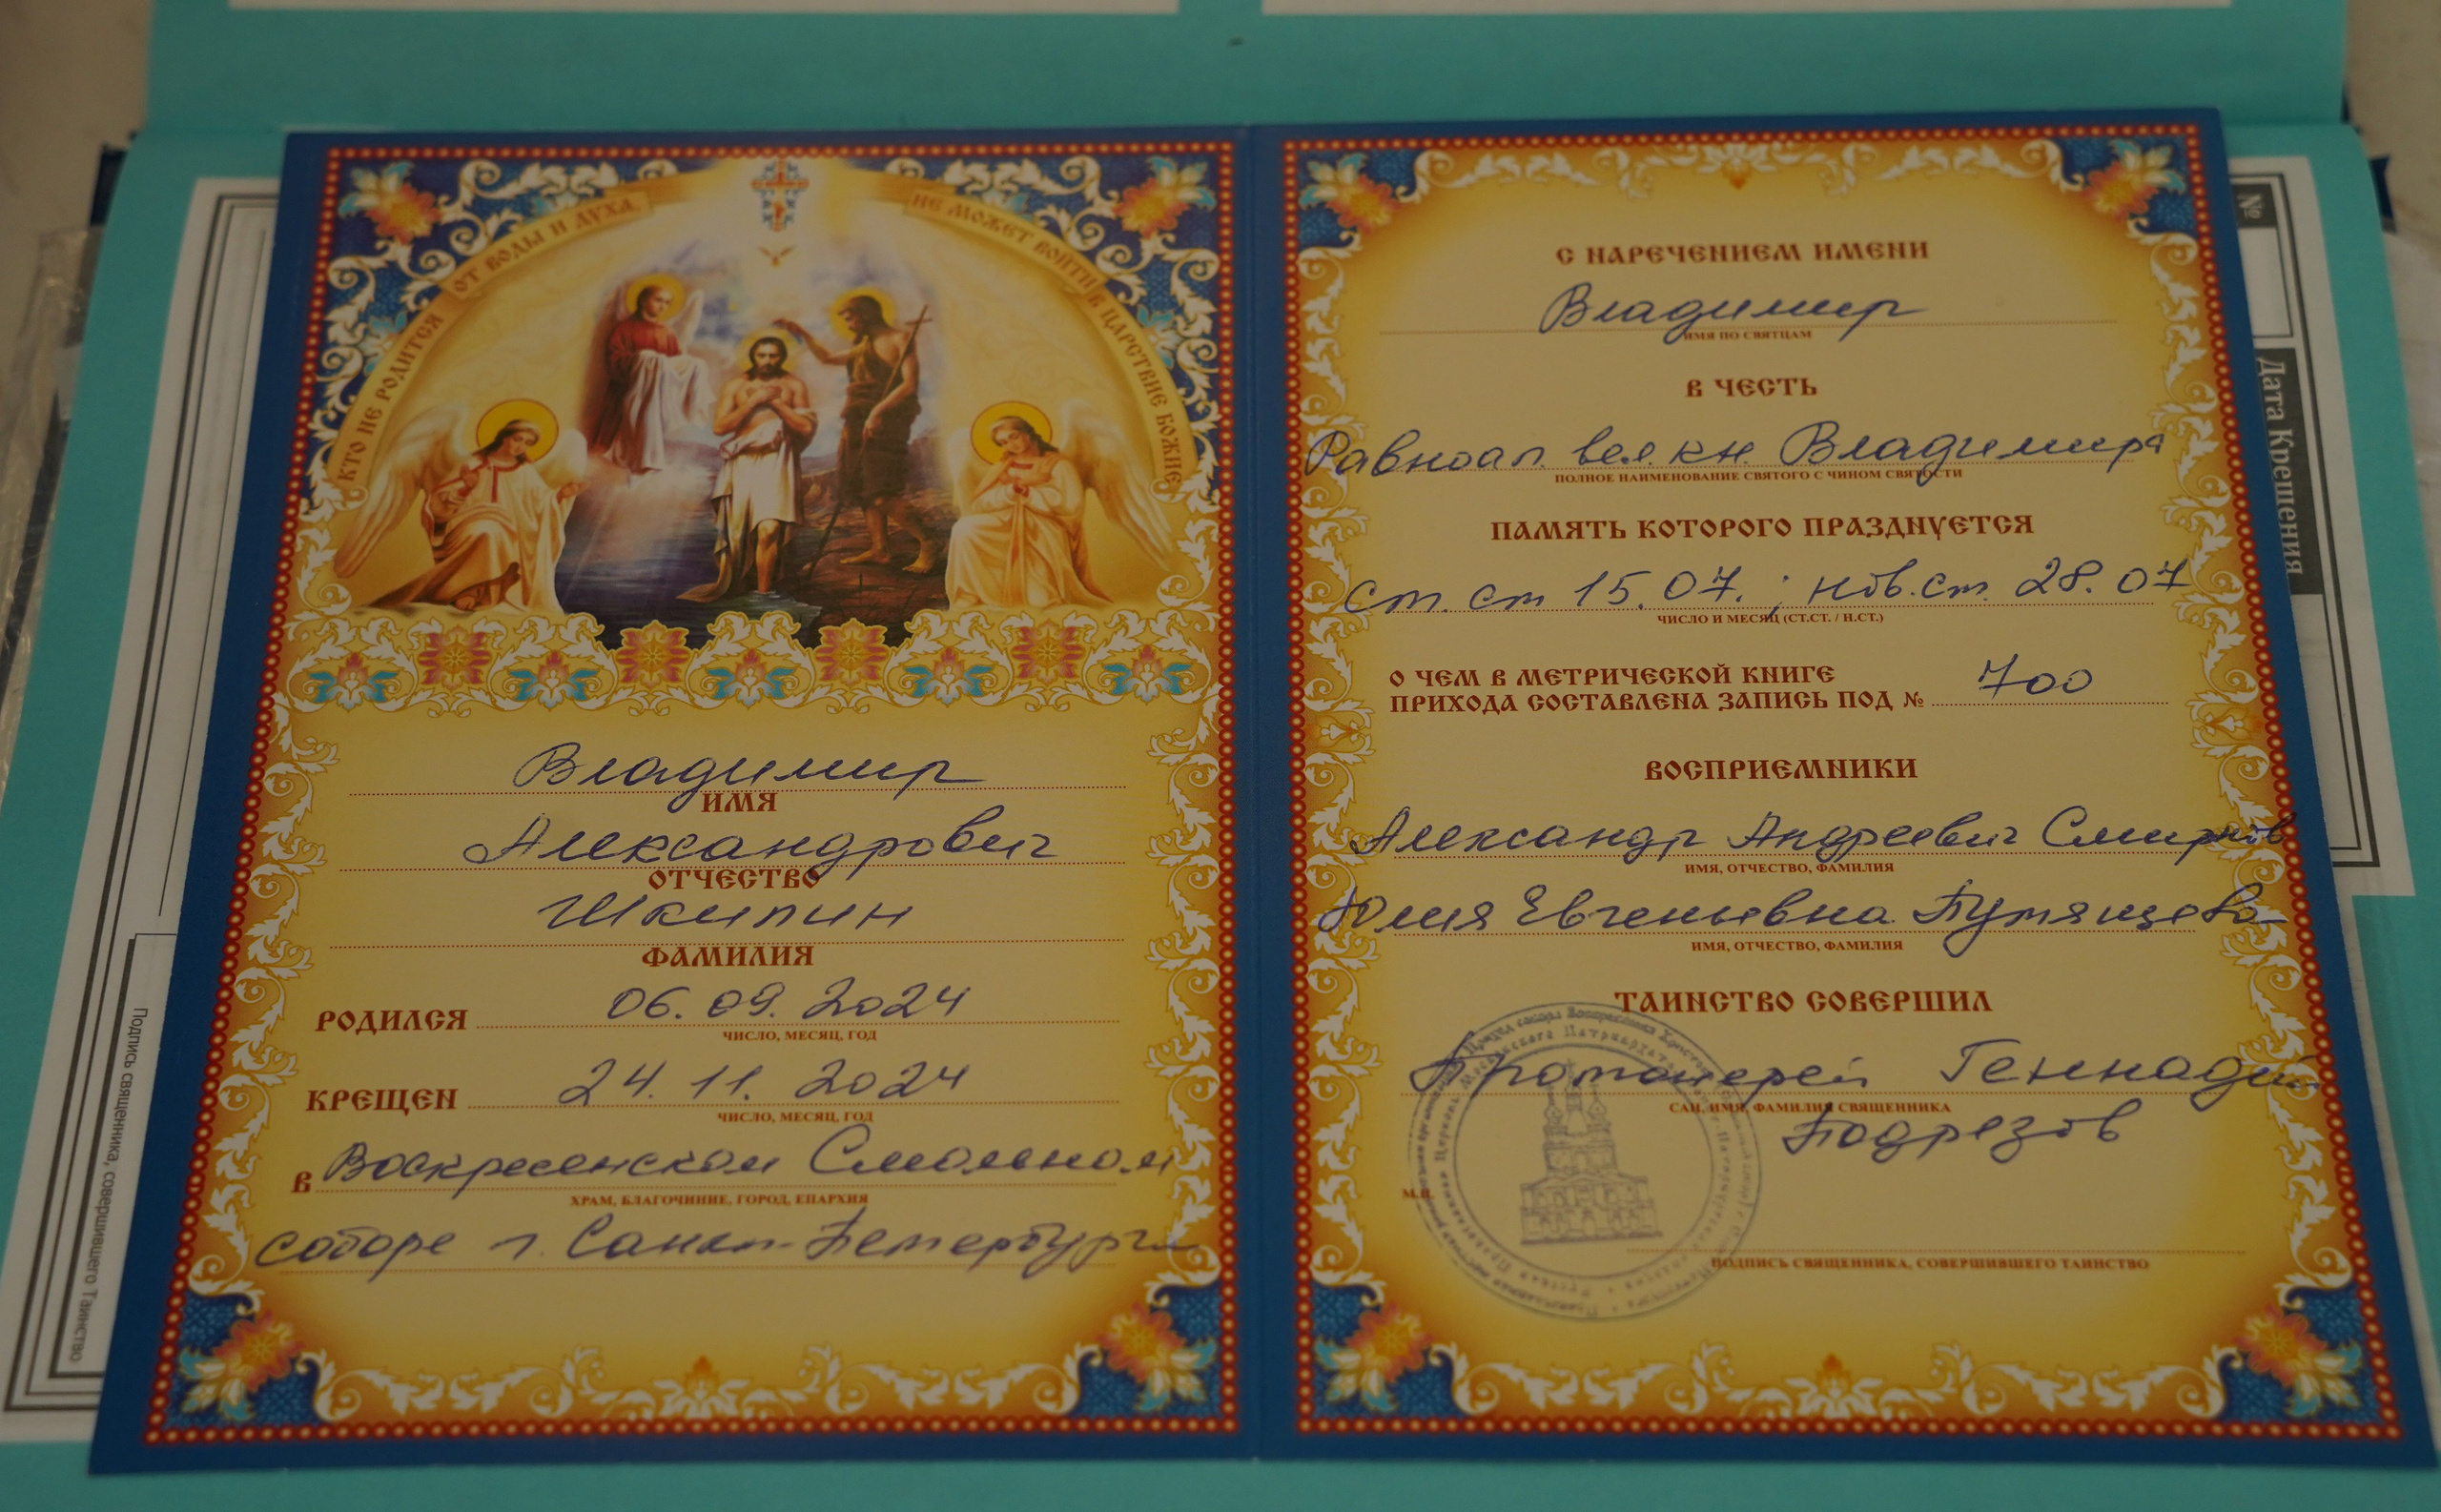 КТО НЕ РОДИТСЯ ОТ ВОДЫ И ДУХА, НЕ МОЖЕТ ВОЙТИ В ЦАРСТВИЕ БОЖИЕ
Владимир
ИМЯ
Александрович
ОТЧЕСТВО
Шкипин
ФАМИЛИЯ
РОДИЛСЯ 06.09.2024
ЧИСЛО, МЕСЯЦ, ГОД
КРЕЩЕН 24.11.2024
ЧИСЛО, МЕСЯЦ, ГОД
В Воскресенском Смольном
ХРАМ, БЛАГОЧИНИЕ, ГОРОД, ЕПАРХИЯ
соборе г. Санкт-Петербурга
С НАРЕЧЕНИЕМ ИМЕНИ
Владимир
ИМЯ ПО СВЯТЦАМ
В ЧЕСТЬ
Равноап. вел. кн. Владимира
ПОЛНОЕ НАИМЕНОВАНИЕ СВЯТОГО С ЧИНОМ СВЯТОСТИ
ПАМЯТЬ КОТОРОГО ПРАЗДНУЕТСЯ
ст. ст 15.07. ; нов.ст. 28.07
ЧИСЛО И МЕСЯЦ (СТ.СТ. / Н.СТ.)
О ЧЕМ В МЕТРИЧЕСКОЙ КНИГЕ
ПРИХОДА СОСТАВЛЕНА ЗАПИСЬ ПОД № 700
ВОСПРИЕМНИКИ
Александр Андреевич Смирнов
ИМЯ, ОТЧЕСТВО, ФАМИЛИЯ
Юлия Евгеньевна Путящева
ИМЯ, ОТЧЕСТВО, ФАМИЛИЯ
ТАИНСТВО СОВЕРШИЛ
Протоиерей Геннадий
САН, ИМЯ, ФАМИЛИЯ СВЯЩЕННИКА
Подрезов
М.П.
ПОДПИСЬ СВЯЩЕННИКА, СОВЕРШИВШЕГО ТАИНСТВО
Подпись священника, совершившего Таинство
№
Дата Крещения